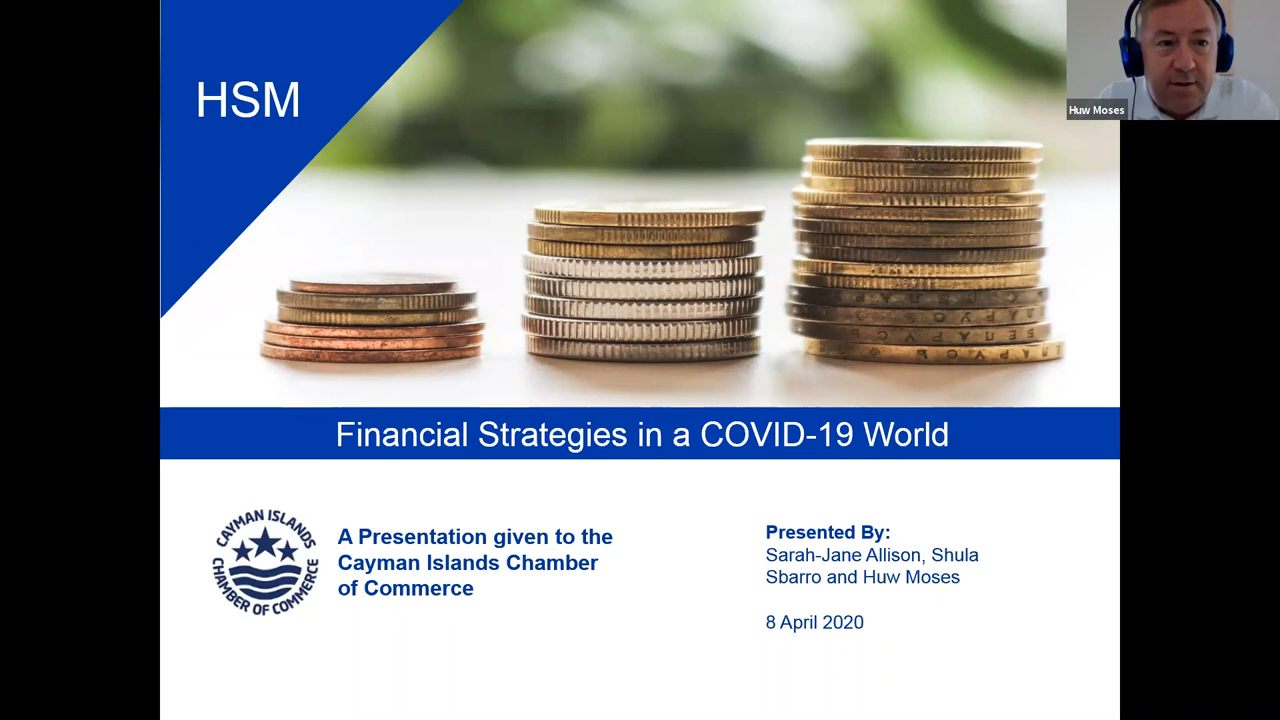 HSM
Huw Moses
Financial Strategies in a COVID-19 World
CAYMAN ISLANDS
CHAMBER OF COMMERCE
A Presentation given to the
Cayman Islands Chamber
of Commerce
Presented By:
Sarah-Jane Allison, Shula
Sbarro and Huw Moses
8 April 2020